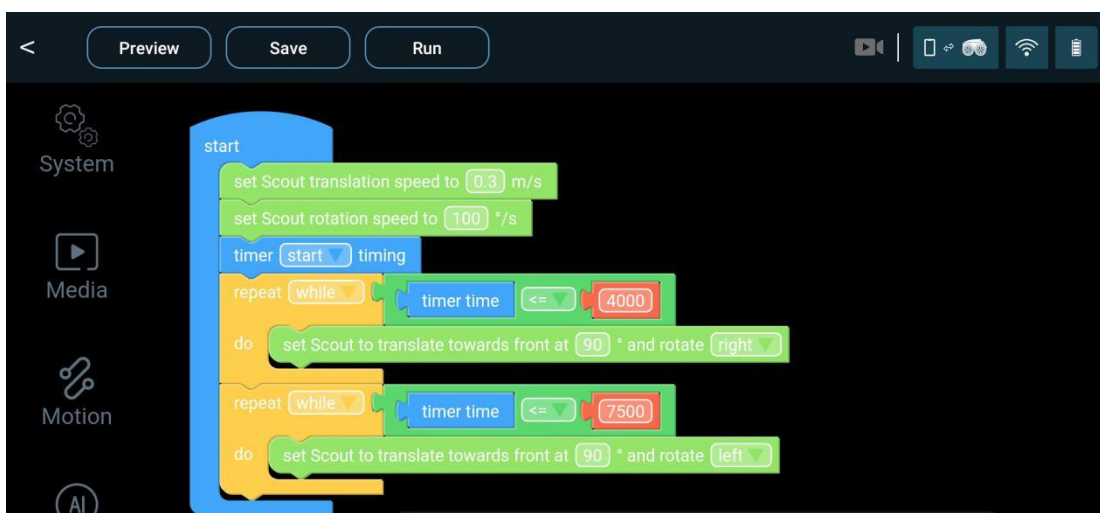 < Preview Save Run
System
start
set Scout translation speed to 0.3 m/s
set Scout rotation speed to 100 °/s
timer start timing
Media
repeat while timer time <= 4000
do set Scout to translate towards front at 90 ° and rotate right
Motion
repeat while timer time <= 7500
do set Scout to translate towards front at 90 ° and rotate left
AI